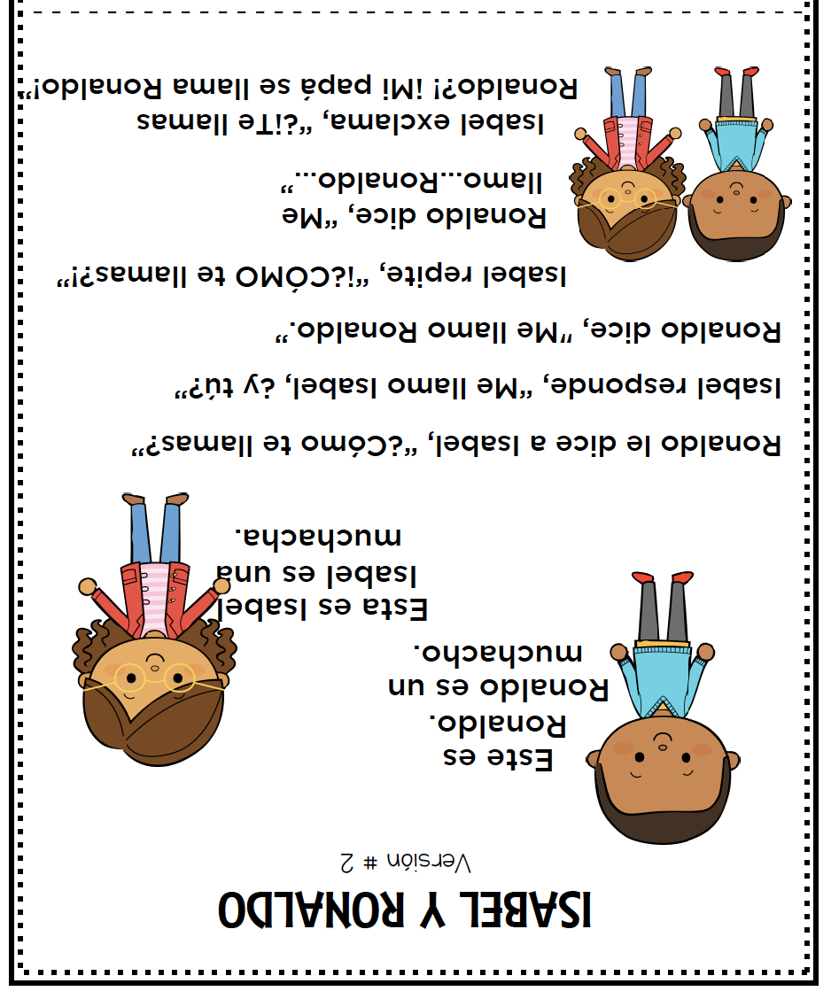 ISABEL Y RONALDO
Versión # 2
Este es
Ronaldo.
Ronaldo es un
muchacho.
Esta es Isabel
Isabel es una
muchacha.
Ronaldo le dice a Isabel, “¿Cómo te llamas?”
Isabel responde, “Me llamo Isabel, ¿y tú?”
Ronaldo dice, "Me llamo Ronaldo.”
Isabel repite, “¡¿CÓMO te llamas?!”
Ronaldo dice, “Me
llamo...Ronaldo...”
Isabel exclama, “¿¡Te llamas
Ronaldo?! ¡Mi papá se llama Ronaldo!”